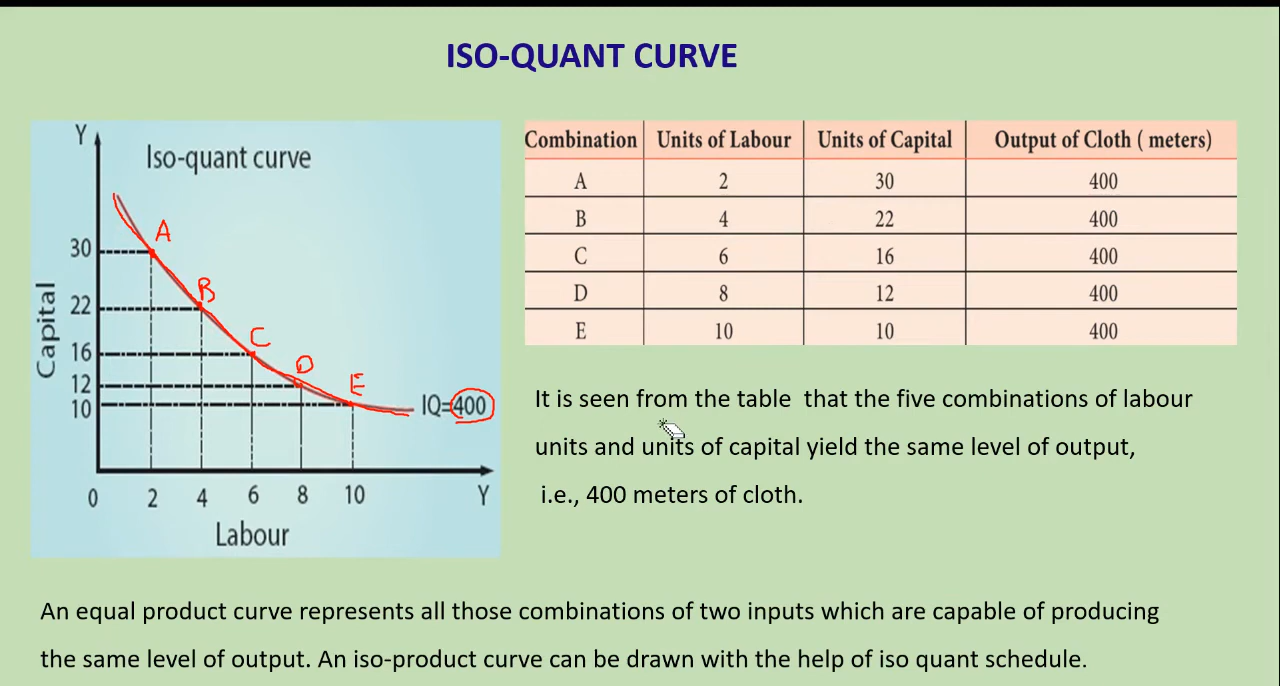 ISO-QUANT CURVE
Y
Iso-quant curve
A
30
B
22
C
16
D
12
E
10
IQ=400
Capital
0 2 4 6 8 10 Y
Labour
Combination Units of Labour Units of Capital Output of Cloth ( meters)
A 2 30 400
B 4 22 400
C 6 16 400
D 8 12 400
E 10 10 400
It is seen from the table that the five combinations of labour
units and units of capital yield the same level of output,
i.e., 400 meters of cloth.
An equal product curve represents all those combinations of two inputs which are capable of producing
the same level of output. An iso-product curve can be drawn with the help of iso quant schedule.